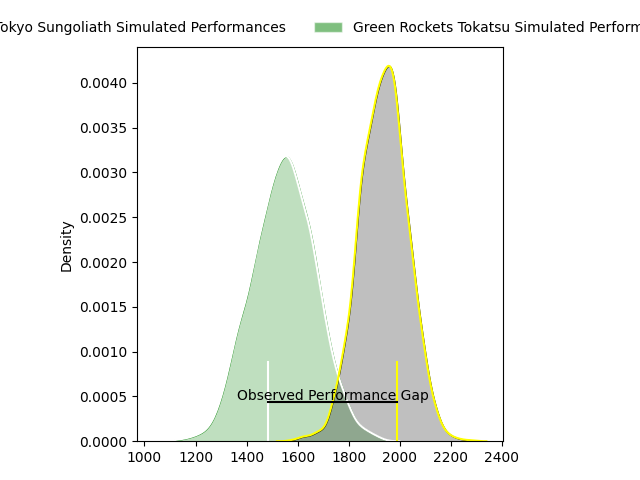 Tokyo Sungoliath Simulated Performances
Green Rockets Tokatsu Simulated Perform
0.0040
0.0035
0.0030
0.0025
0.0020
0.0015
0.0010
0.0005
0.0000
Density
Observed Performance Gap
1000 1200 1400 1600 1800 2000 2200 2400